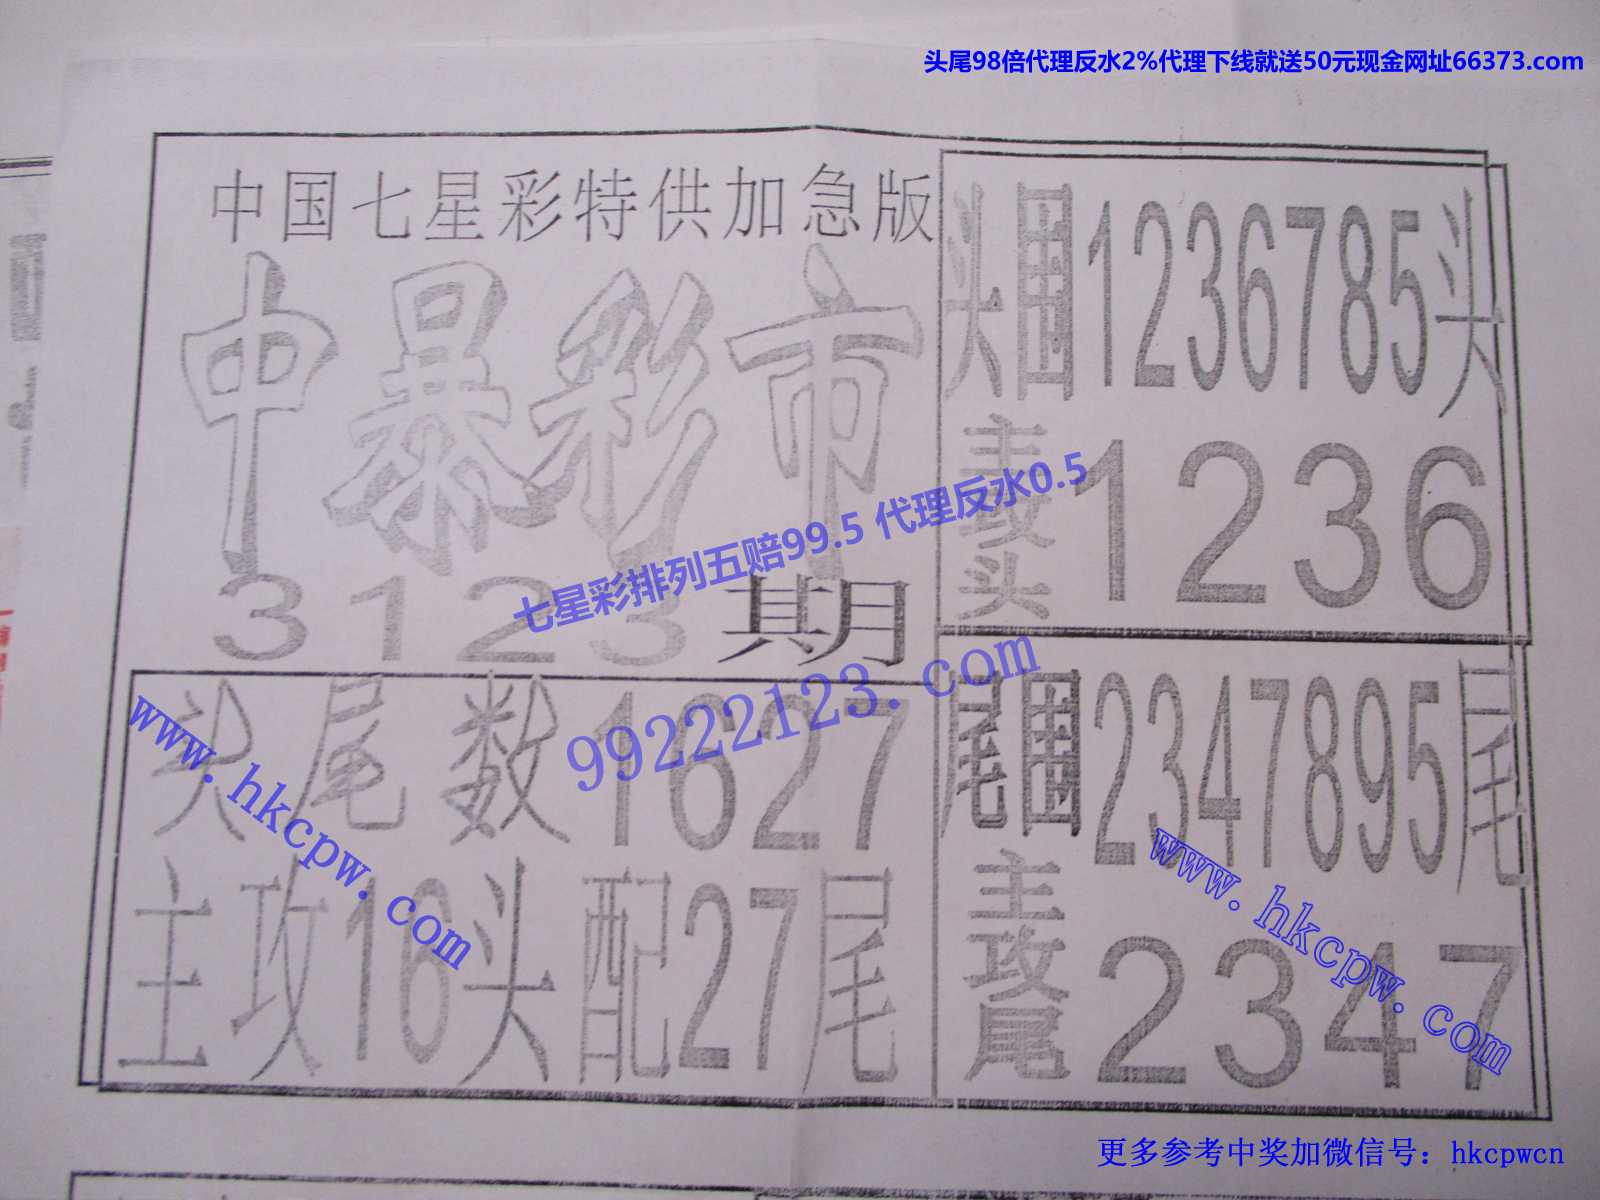 头尾98倍代理反水2%代理下线就送50元现金网址66373.com
中国七星彩特供加急版
中暴彩市
3123期
头围1236785头
主攻头1236
七星彩排列五赔99.5 代理反水0.5
99222123.com
头尾数1627
主攻16头配27尾
www.hkcpw.com
尾围2347895尾
主攻尾2347
www.hkcpw.com
更多参考中奖加微信号：hkcpwcn